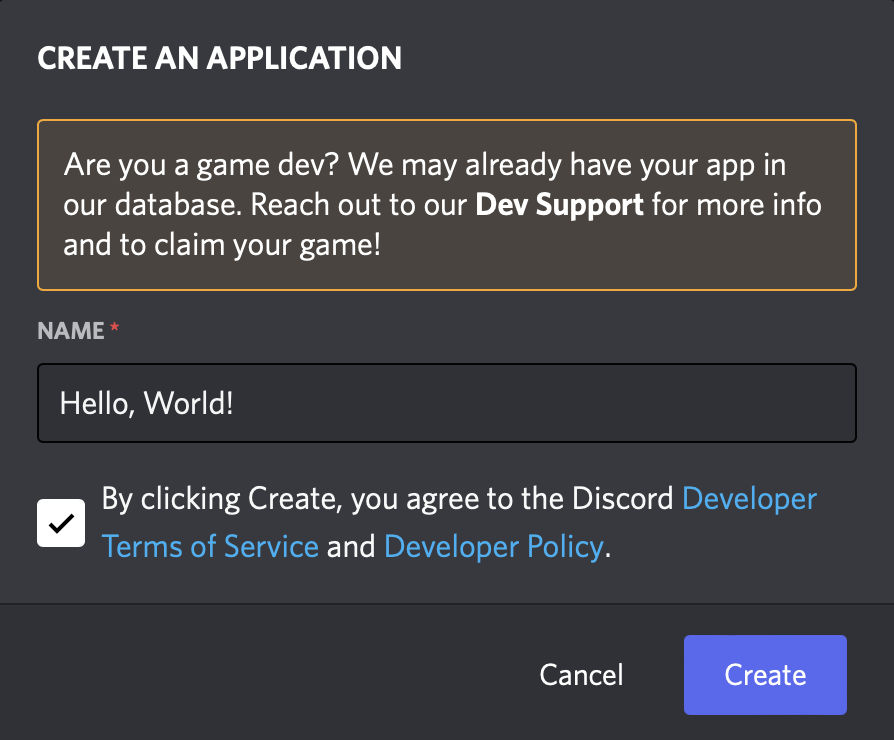 CREATE AN APPLICATION
Are you a game dev? We may already have your app in
our database. Reach out to our Dev Support for more info
and to claim your game!
NAME *
Hello, World!
By clicking Create, you agree to the Discord Developer
Terms of Service and Developer Policy.
Cancel
Create